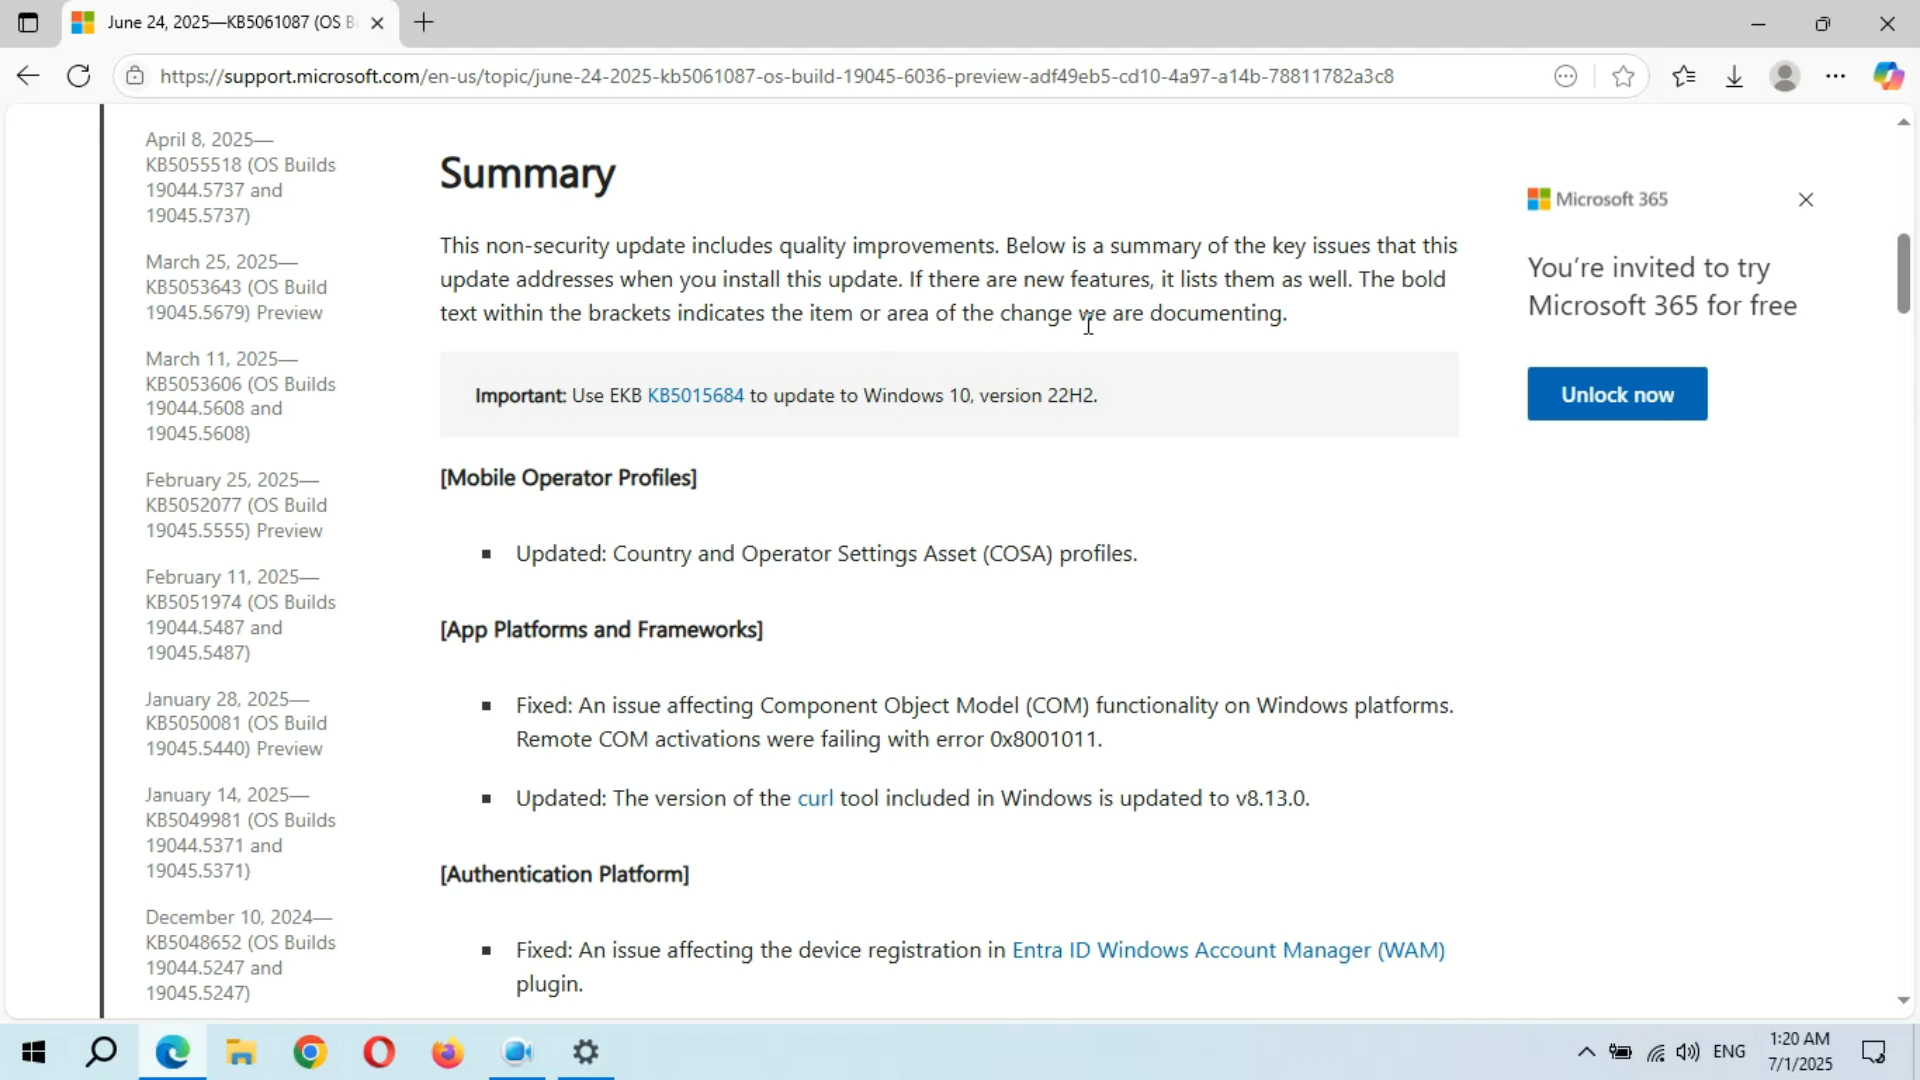 June 24, 2025—KB5061087 (OS B
https://support.microsoft.com/en-us/topic/june-24-2025-kb5061087-os-build-19045-6036-preview-adf49eb5-cd10-4a97-a14b-78811782a3c8
April 8, 2025—
KB5055518 (OS Builds
19044.5737 and
19045.5737)
March 25, 2025—
KB5053643 (OS Build
19045.5679) Preview
March 11, 2025—
KB5053606 (OS Builds
19044.5608 and
19045.5608)
February 25, 2025—
KB5052077 (OS Build
19045.5555) Preview
February 11, 2025—
KB5051974 (OS Builds
19044.5487 and
19045.5487)
January 28, 2025—
KB5050081 (OS Build
19045.5440) Preview
January 14, 2025—
KB5049981 (OS Builds
19044.5371 and
19045.5371)
December 10, 2024—
KB5048652 (OS Builds
19044.5247 and
19045.5247)
Summary
This non-security update includes quality improvements. Below is a summary of the key issues that this
update addresses when you install this update. If there are new features, it lists them as well. The bold
text within the brackets indicates the item or area of the change we are documenting.
Important: Use EKB KB5015684 to update to Windows 10, version 22H2.
[Mobile Operator Profiles]
Updated: Country and Operator Settings Asset (COSA) profiles.
[App Platforms and Frameworks]
Fixed: An issue affecting Component Object Model (COM) functionality on Windows platforms.
Remote COM activations were failing with error 0x8001011.
Updated: The version of the curl tool included in Windows is updated to v8.13.0.
[Authentication Platform]
Fixed: An issue affecting the device registration in Entra ID Windows Account Manager (WAM)
plugin.
Microsoft 365
You're invited to try
Microsoft 365 for free
Unlock now
ENG
1:20 AM
7/1/2025